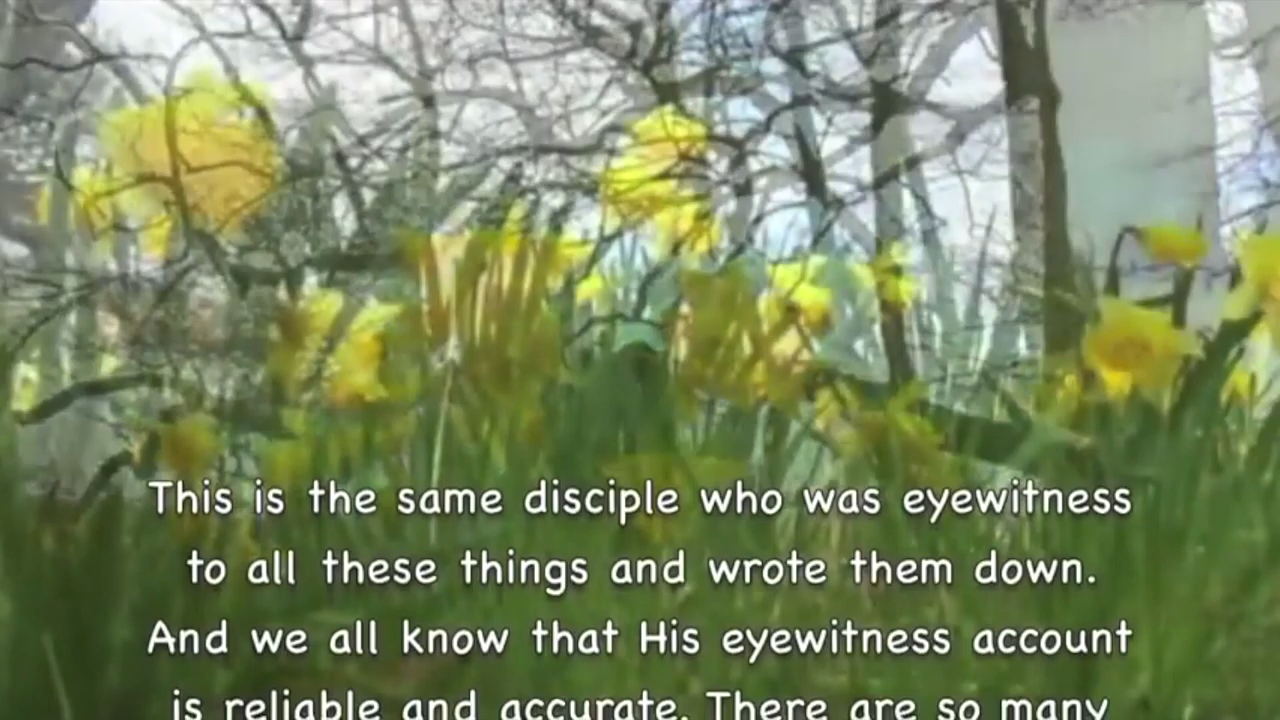 This is the same disciple who was eyewitness
to all these things and wrote them down.
And we all know that His eyewitness account
is reliable and accurate. There are so many